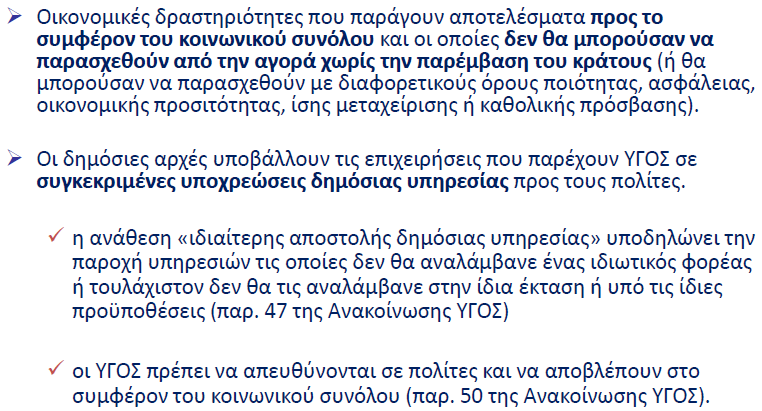 Οικονομικές δραστηριότητες που παράγουν αποτελέσματα προς το
συμφέρον του κοινωνικού συνόλου και οι οποίες δεν θα μπορούσαν να
παρασχεθούν από την αγορά χωρίς την παρέμβαση του κράτους (ή θα
μπορούσαν να παρασχεθούν με διαφορετικούς όρους ποιότητας, ασφάλειας,
οικονομικής προσιτότητας, ίσης μεταχείρισης ή καθολικής πρόσβασης).
Οι δημόσιες αρχές υποβάλλουν τις επιχειρήσεις που παρέχουν ΥΓΟΣ σε
συγκεκριμένες υποχρεώσεις δημόσιας υπηρεσίας προς τους πολίτες.
η ανάθεση «ιδιαίτερης αποστολής δημόσιας υπηρεσίας» υποδηλώνει την
παροχή υπηρεσιών τις οποίες δεν θα αναλάμβανε ένας ιδιωτικός φορέας
ή τουλάχιστον δεν θα τις αναλάμβανε στην ίδια έκταση ή υπό τις ίδιες
προϋποθέσεις (παρ. 47 της Ανακοίνωσης ΥΓΟΣ)
οι ΥΓΟΣ πρέπει να απευθύνονται σε πολίτες και να αποβλέπουν στο
συμφέρον του κοινωνικού συνόλου (παρ. 50 της Ανακοίνωσης ΥΓΟΣ).